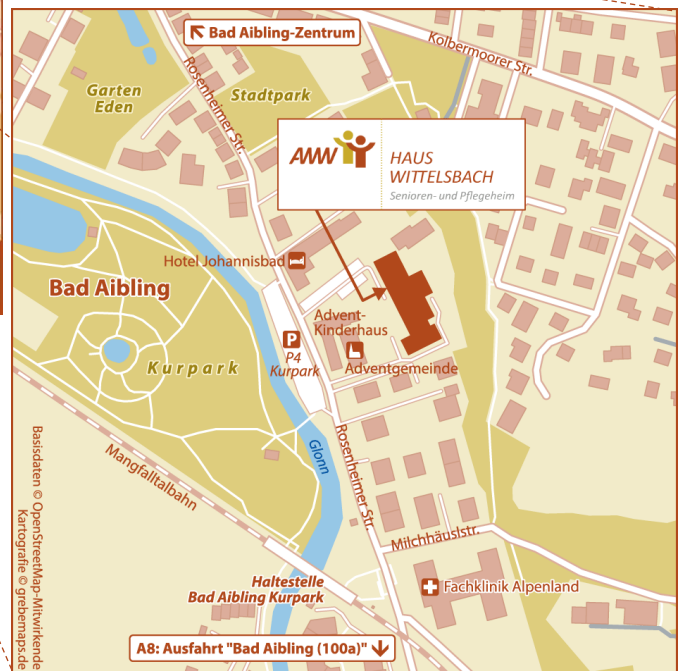 Bad Aibling-Zentrum
Kolbermoorer Str.
Rosenheimer Str.
Garten
Eden
Stadtpark
AWW
HAUS
WITTELSBACH
Senioren- und Pflegeheim
Hotel Johannisbad
Bad Aibling
Kurpark
P
P4
Kurpark
Advent-
Kinderhaus
Adventgemeinde
Glonn
Rosenheimer Str.
Mangfalltalbahn
Milchhäuslstr.
Haltestelle
Bad Aibling Kurpark
Fachklinik Alpenland
A8: Ausfahrt "Bad Aibling (100a)"
Basisdaten © OpenStreetMap-Mitwirkende
Kartografie © grebemaps.de